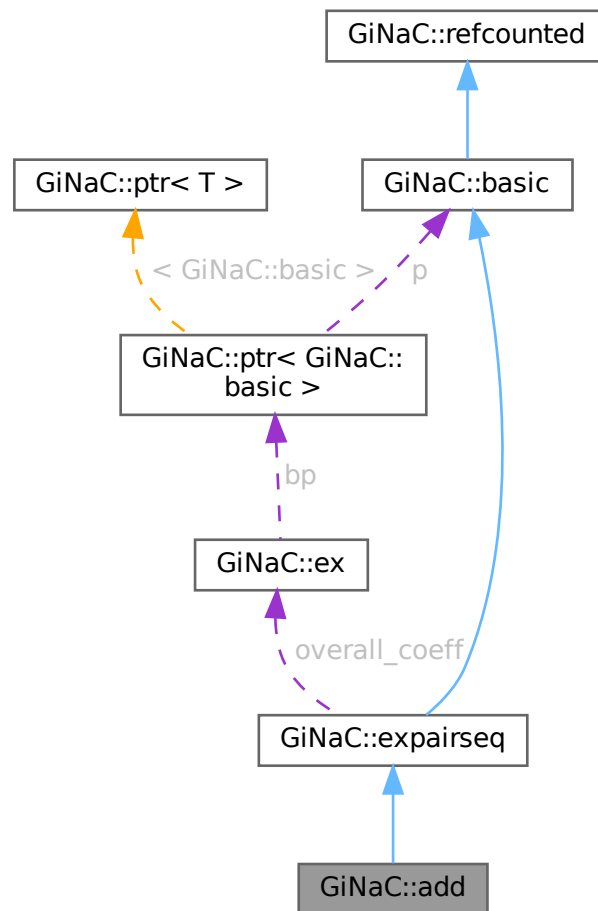 GiNaC::refcounted
GiNaC::ptr< T >
GiNaC::basic
< GiNaC::basic >
p
GiNaC::ptr< GiNaC::
basic >
bp
GiNaC::ex
overall_coeff
GiNaC::expairseq
GiNaC::add